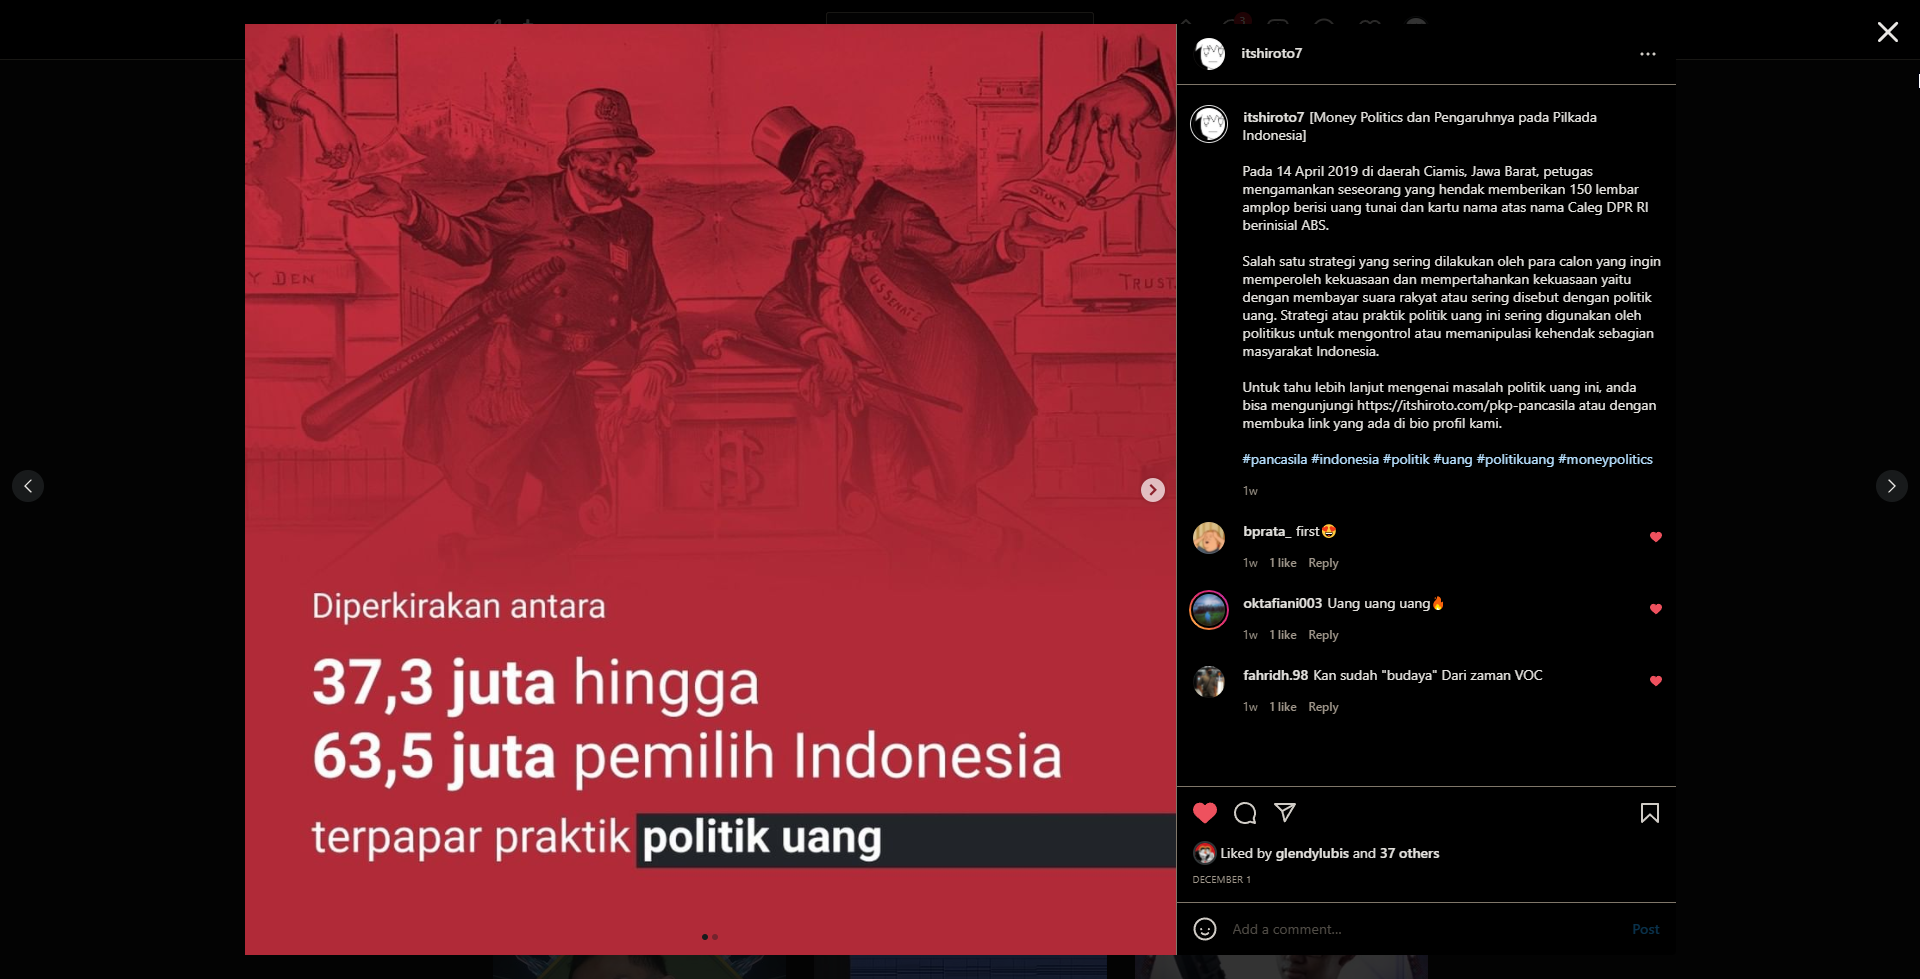 Y DEN
TRUST
STOCK
U.S SENATE
Diperkirakan antara
37,3 juta hingga
63,5 juta pemilih Indonesia
terpapar praktik politik uang
3
itshiroto7
itshiroto7 [Money Politics dan Pengaruhnya pada Pilkada
Indonesia]
Pada 14 April 2019 di daerah Ciamis, Jawa Barat, petugas
mengamankan seseorang yang hendak memberikan 150 lembar
amplop berisi uang tunai dan kartu nama atas nama Caleg DPR RI
berinisial ABS.
Salah satu strategi yang sering dilakukan oleh para calon yang ingin
memperoleh kekuasaan dan mempertahankan kekuasaan yaitu
dengan membayar suara rakyat atau sering disebut dengan politik
uang. Strategi atau praktik politik uang ini sering digunakan oleh
politikus untuk mengontrol atau memanipulasi kehendak sebagian
masyarakat Indonesia.
Untuk tahu lebih lanjut mengenai masalah politik uang ini, anda
bisa mengunjungi https://itshiroto.com/pkp-pancasila atau dengan
membuka link yang ada di bio profil kami.
#pancasila #indonesia #politik #uang #politikuang #moneypolitics
1w
bprata_ first😍
1w 1 like Reply
oktafiani003 Uang uang uang🔥
1w 1 like Reply
fahridh.98 Kan sudah "budaya" Dari zaman VOC
1w 1 like Reply
Liked by glendylubis and 37 others
DECEMBER 1
Add a comment...
Post